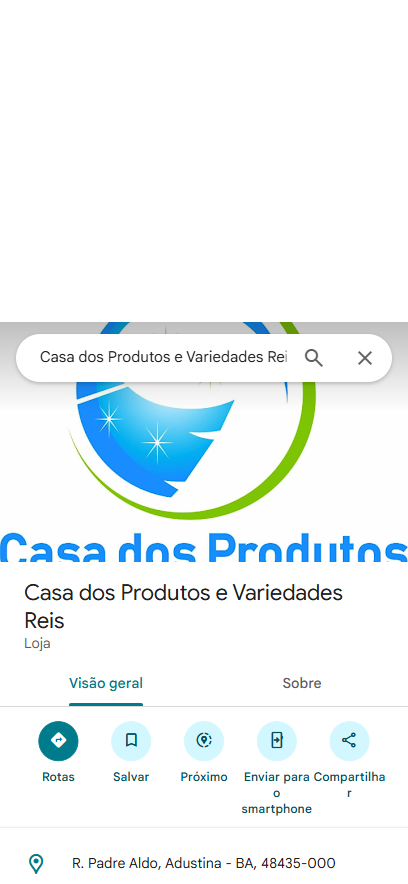 Casa dos Produtos e Variedades Rei
Casa dos Produtos
Casa dos Produtos e Variedades
Reis
Loja
Visão geral
Sobre
Rotas
Salvar
Próximo
Enviar para
o
smartphone
Compartilha
r
R. Padre Aldo, Adustina - BA, 48435-000